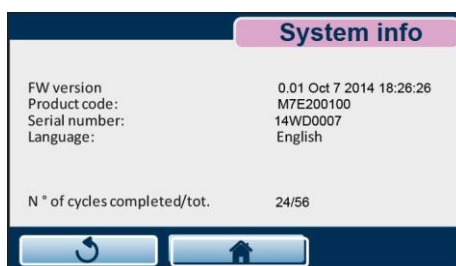 System info
FW version 0.01 Oct 7 2014 18:26:26
Product code: M7E200100
Serial number: 14WD0007
Language: English
N ° of cycles completed/tot. 24/56